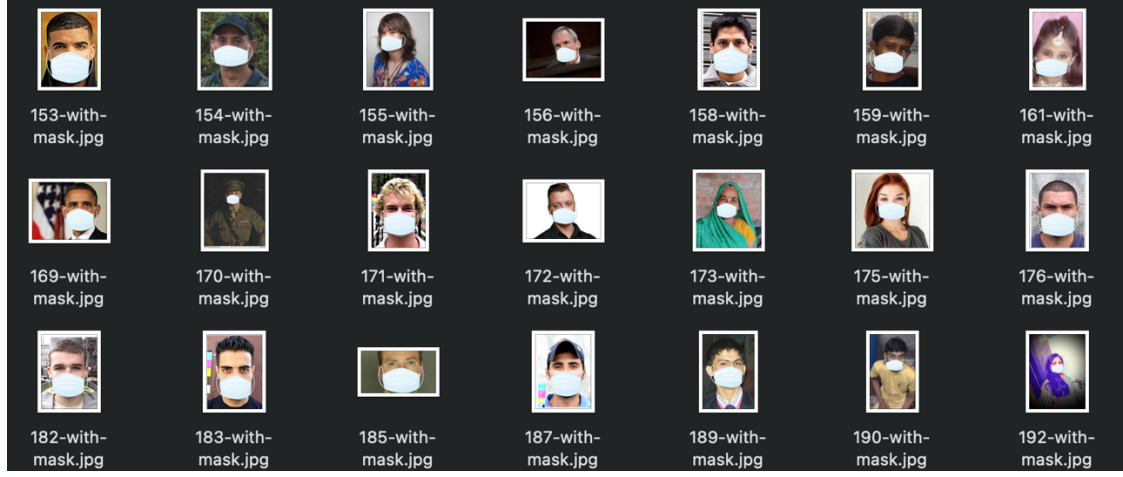 153-with-
mask.jpg
154-with-
mask.jpg
155-with-
mask.jpg
156-with-
mask.jpg
158-with-
mask.jpg
159-with-
mask.jpg
161-with-
mask.jpg
169-with-
mask.jpg
170-with-
mask.jpg
171-with-
mask.jpg
172-with-
mask.jpg
173-with-
mask.jpg
175-with-
mask.jpg
176-with-
mask.jpg
182-with-
mask.jpg
183-with-
mask.jpg
185-with-
mask.jpg
187-with-
mask.jpg
189-with-
mask.jpg
190-with-
mask.jpg
192-with-
mask.jpg